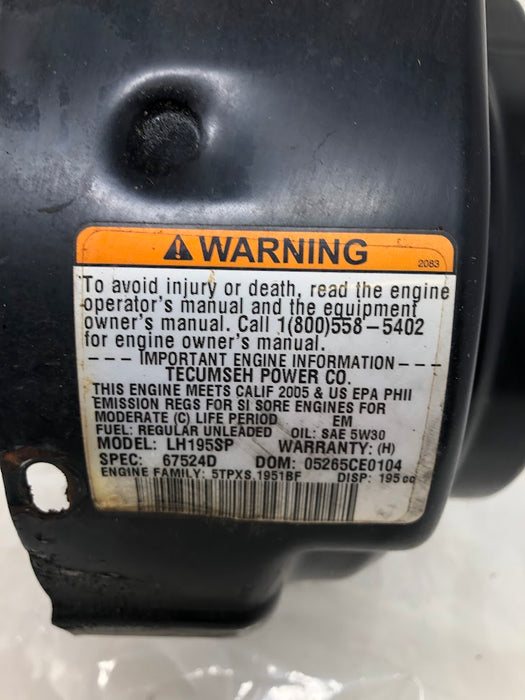 WARNING
2083
To avoid injury or death, read the engine
operator's manual and the equipment
owner's manual. Call 1(800)558-5402
for engine owner's manual.
--- IMPORTANT ENGINE INFORMATION ---
TECUMSEH POWER CO.
THIS ENGINE MEETS CALIF 2005 & US EPA PHII
EMISSION REGS FOR SI SORE ENGINES FOR
MODERATE (C) LIFE PERIOD EM
FUEL: REGULAR UNLEADED OIL: SAE 5W30
MODEL: LH195SP WARRANTY: (H)
SPEC: 67524D DOM: 05265CE0104
ENGINE FAMILY: 5TPXS.1951BF DISP: 195 cc